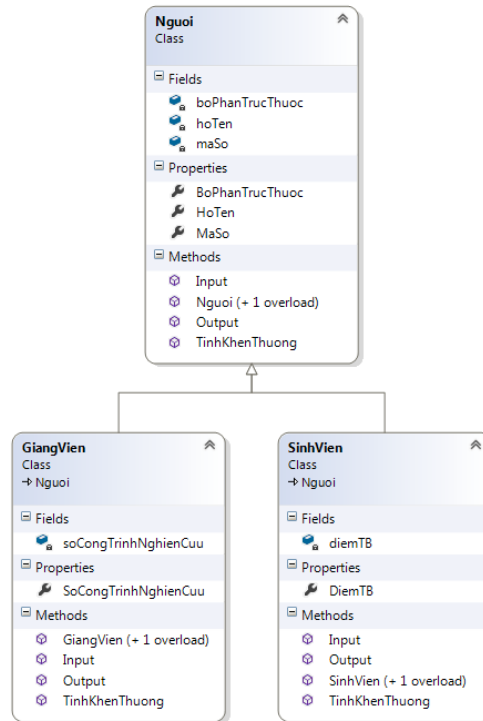 Nguoi
Class
Fields
boPhanTrucThuoc
hoTen
maSo
Properties
BoPhanTrucThuoc
HoTen
MaSo
Methods
Input
Nguoi (+ 1 overload)
Output
TinhKhenThuong
GiangVien
Class
→ Nguoi
Fields
soCongTrinhNghienCuu
Properties
SoCongTrinhNghienCuu
Methods
GiangVien (+ 1 overload)
Input
Output
TinhKhenThuong
SinhVien
Class
→ Nguoi
Fields
diemTB
Properties
DiemTB
Methods
Input
Output
SinhVien (+ 1 overload)
TinhKhenThuong